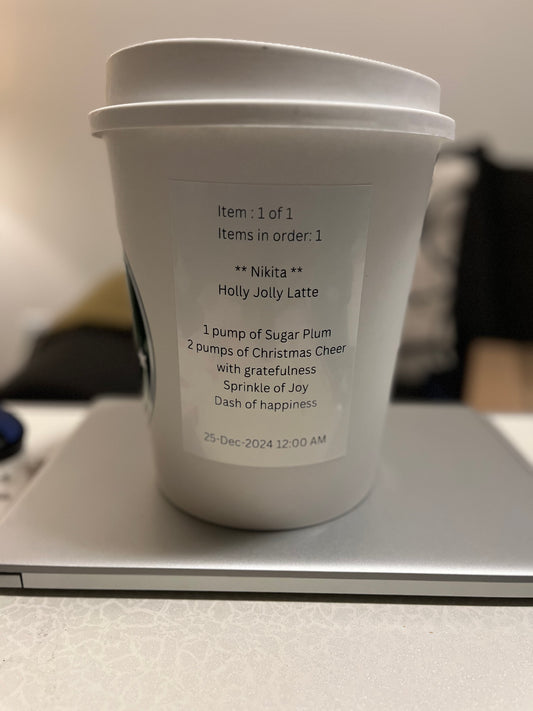 Item : 1 of 1
Items in order: 1
** Nikita **
Holly Jolly Latte
1 pump of Sugar Plum
2 pumps of Christmas Cheer
with gratefulness
Sprinkle of Joy
Dash of happiness
25-Dec-2024 12:00 AM